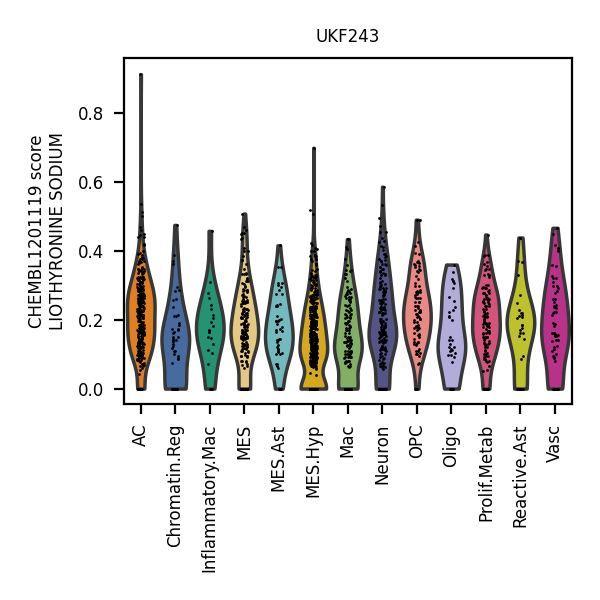 UKF243
CHEMBL1201119 score
LIOTHYRONINE SODIUM
0.8
0.6
0.4
0.2
0.0
AC
Chromatin.Reg
Inflammatory.Mac
MES
MES.Ast
MES.Hyp
Mac
Neuron
OPC
Oligo
Prolif.Metab
Reactive.Ast
Vasc